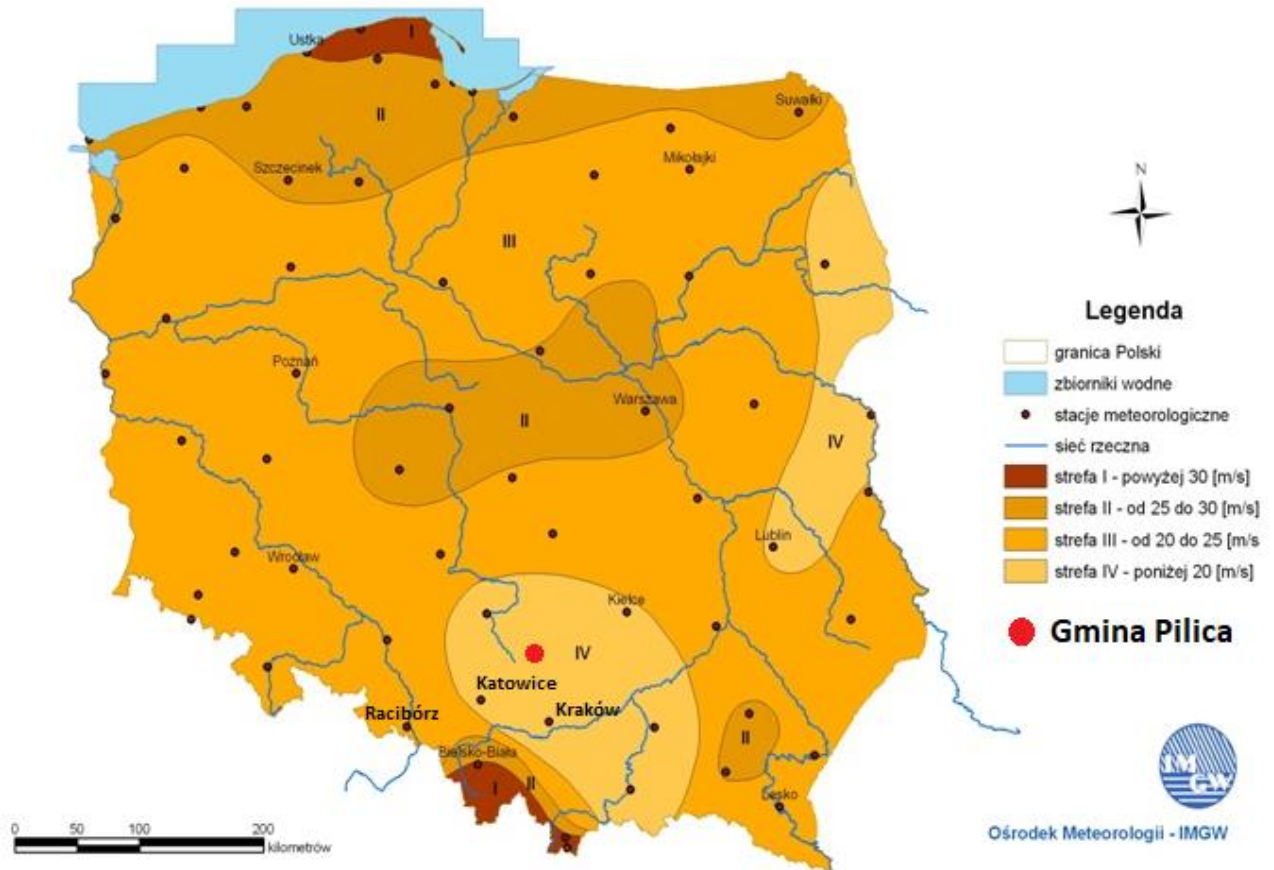 Ustka
I
II
Suwałki
Szczecinek
Mikołajki
N
III
Legenda
granica Polski
zbiorniki wodne
stacje meteorologiczne
sieć rzeczna
strefa I - powyżej 30 [m/s]
strefa II - od 25 do 30 [m/s]
strefa III - od 20 do 25 [m/s
strefa IV - poniżej 20 [m/s]
Gmina Pilica
Poznań
Warszawa
II
IV
Lublin
Wrocław
Kielce
IV
Katowice
Kraków
Racibórz
II
Bielsko-Biała
I
II
Lesko
IMGW
Ośrodek Meteorologii - IMGW
0 50 100 200
kilometrów